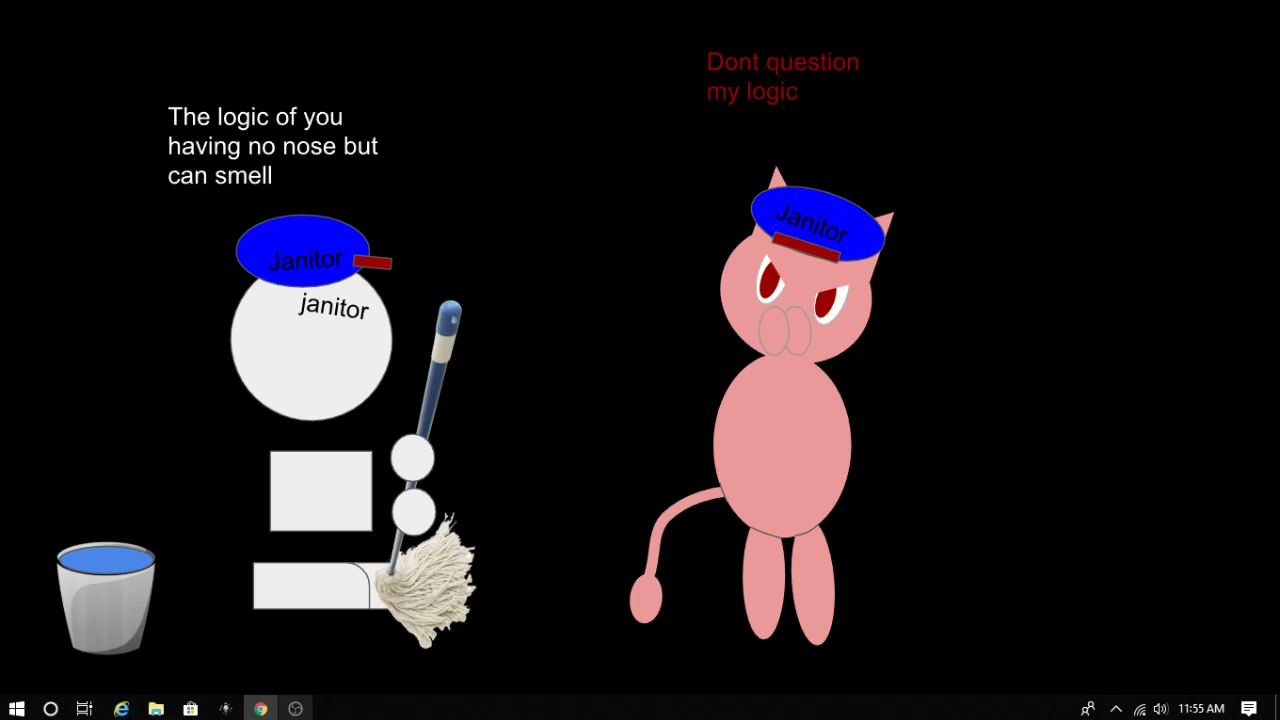 Dont question
my logic
The logic of you
having no nose but
can smell
Janitor
Janitor
janitor
11:55 AM